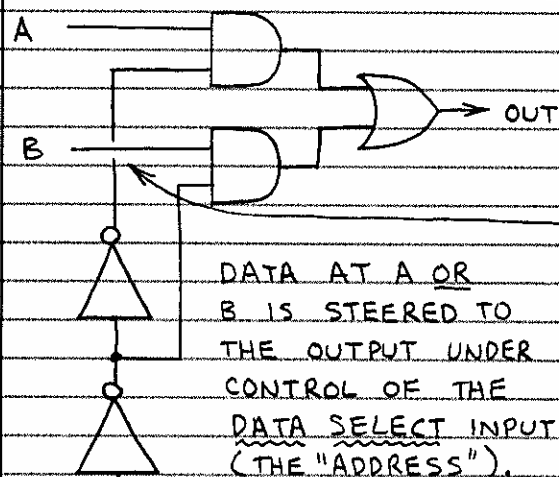 A
OUT
B
DATA AT A OR
B IS STEERED TO
THE OUTPUT UNDER
CONTROL OF THE
DATA SELECT INPUT
(THE "ADDRESS").